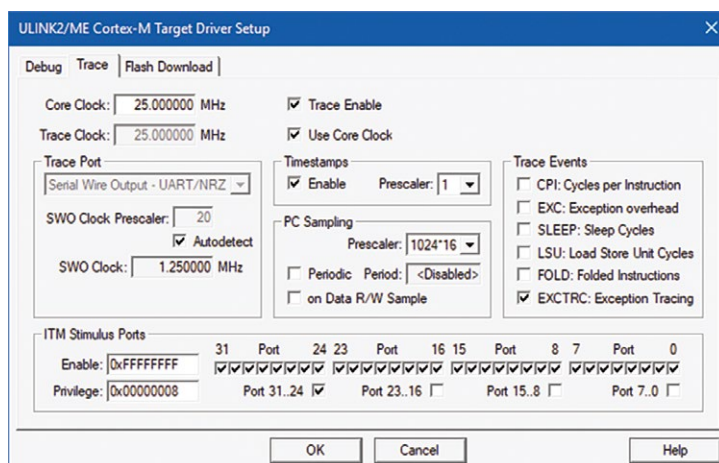 ULINK2/ME Cortex-M Target Driver Setup
Debug Trace Flash Download
Core Clock: 25.000000 MHz
Trace Enable
Trace Clock: 25.000000 MHz
Use Core Clock
Trace Port
Serial Wire Output - UART/NRZ
SWO Clock Prescaler: 20
Autodetect
SWO Clock: 1.250000 MHz
Timestamps
Enable Prescaler: 1
PC Sampling
Prescaler: 1024*16
Periodic Period: <Disabled>
on Data R/W Sample
Trace Events
CPI: Cycles per Instruction
EXC: Exception overhead
SLEEP: Sleep Cycles
LSU: Load Store Unit Cycles
FOLD: Folded Instructions
EXCTRC: Exception Tracing
ITM Stimulus Ports
31 Port 24 23 Port 16 15 Port 8 7 Port 0
Enable: 0xFFFFFFFF
Privilege: 0x00000008 Port 31..24 Port 23..16 Port 15..8 Port 7..0
OK Cancel Help